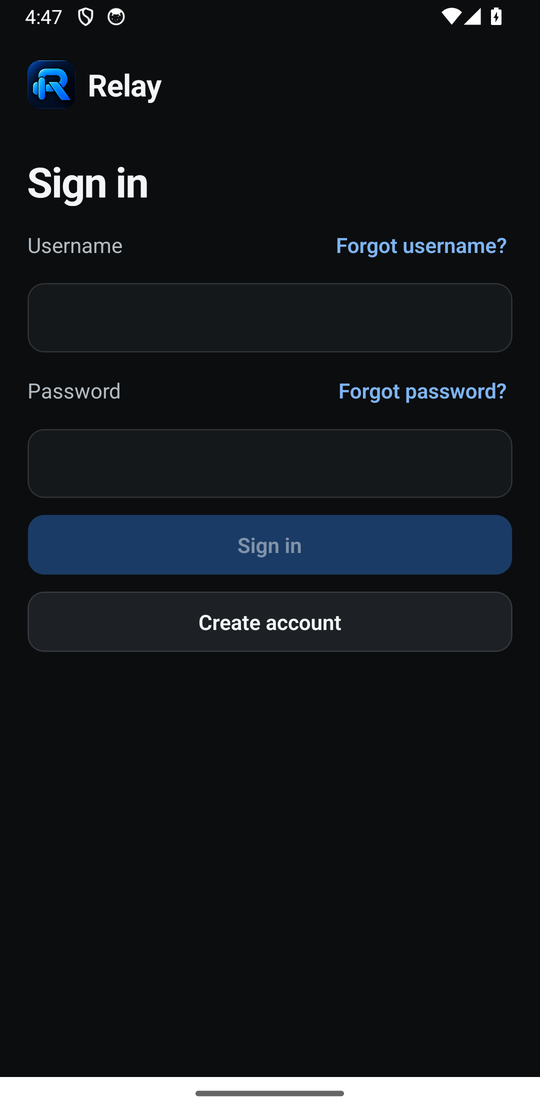 4:47
Relay
Sign in
Username Forgot username?
Password Forgot password?
Sign in
Create account